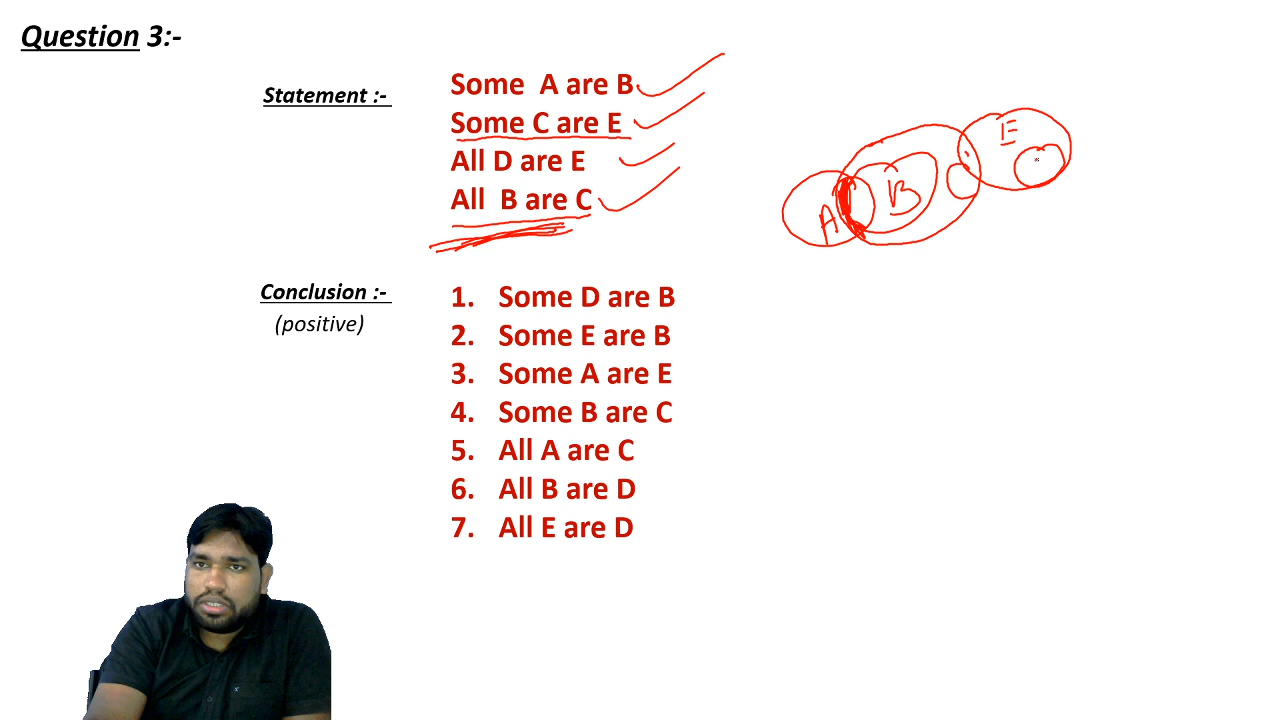 Question 3:-
Statement :-
Some A are B
Some C are E
All D are E
All B are C
A
B
E
Conclusion :-
(positive)
1. Some D are B
2. Some E are B
3. Some A are E
4. Some B are C
5. All A are C
6. All B are D
7. All E are D